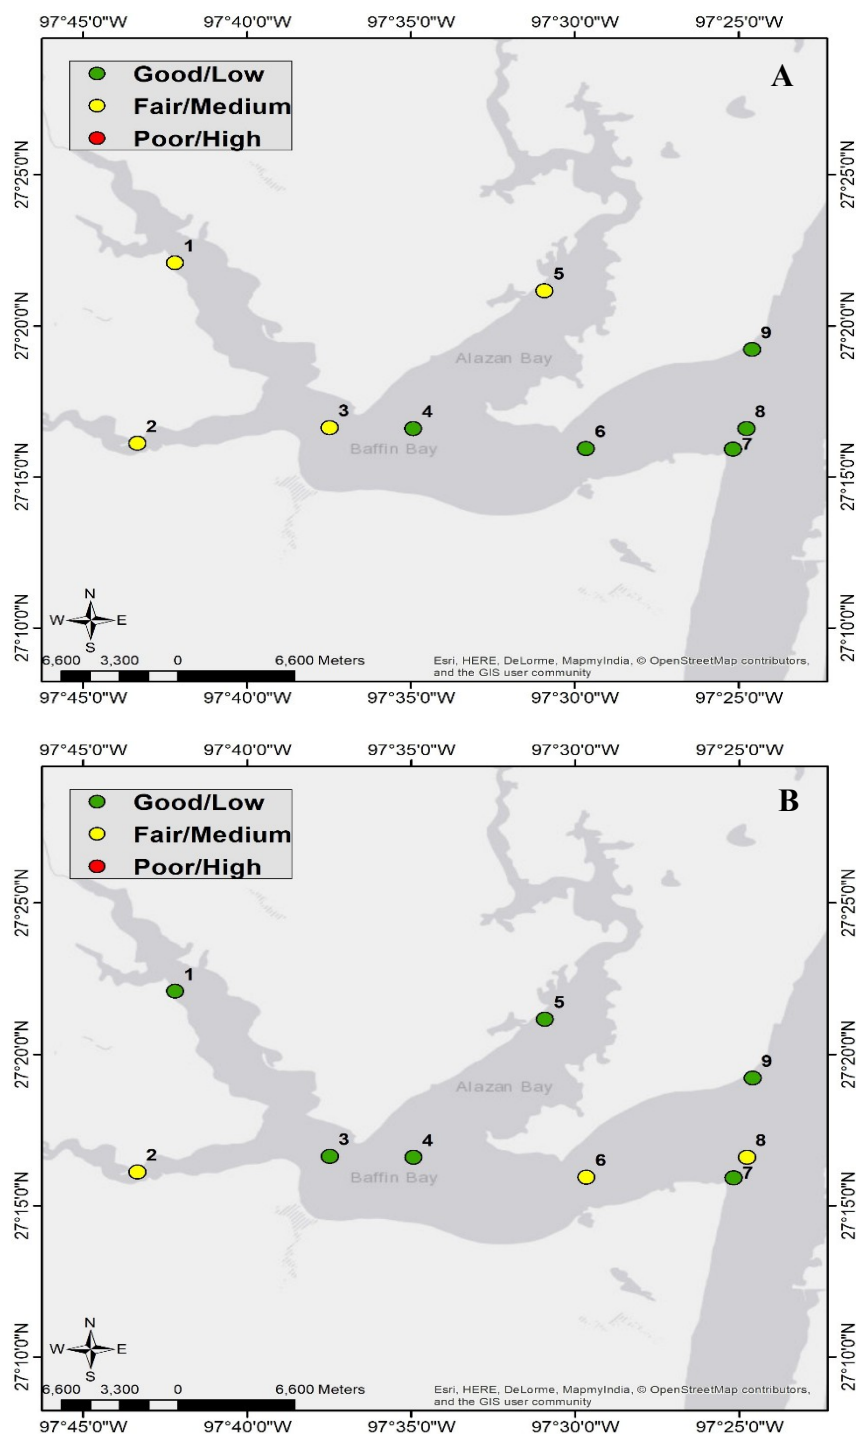 97°45'0"W 97°40'0"W 97°35'0"W 97°30'0"W 97°25'0"W
Good/Low
Fair/Medium
Poor/High
A
27°25'0"N 27°25'0"N
1
5
27°20'0"N 27°20'0"N
9
Alazan Bay
2 3 4 6 8
Baffin Bay
7
27°15'0"N 27°15'0"N
N
W E
S
27°10'0"N 27°10'0"N
6,600 3,300 0 6,600 Meters
Esri, HERE, DeLorme, MapmyIndia, © OpenStreetMap contributors,
and the GIS user community
97°45'0"W 97°40'0"W 97°35'0"W 97°30'0"W 97°25'0"W
97°45'0"W 97°40'0"W 97°35'0"W 97°30'0"W 97°25'0"W
Good/Low
Fair/Medium
Poor/High
B
27°25'0"N 27°25'0"N
1
5
27°20'0"N 27°20'0"N
9
Alazan Bay
2 3 4 6 8
Baffin Bay
7
27°15'0"N 27°15'0"N
N
W E
S
27°10'0"N 27°10'0"N
6,600 3,300 0 6,600 Meters
Esri, HERE, DeLorme, MapmyIndia, © OpenStreetMap contributors,
and the GIS user community
97°45'0"W 97°40'0"W 97°35'0"W 97°30'0"W 97°25'0"W